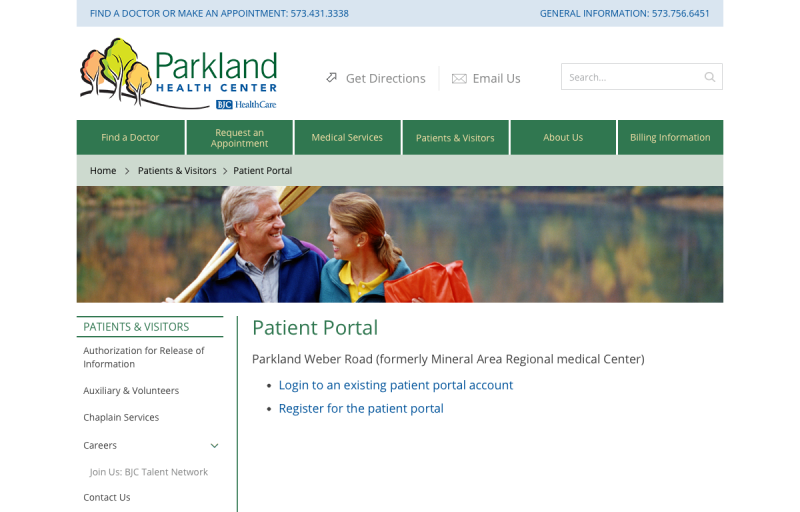 FIND A DOCTOR OR MAKE AN APPOINTMENT: 573.431.3338
GENERAL INFORMATION: 573.756.6451
Parkland
HEALTH CENTER
BJC HealthCare
Get Directions
Email Us
Search...
Find a Doctor
Request an
Appointment
Medical Services
Patients & Visitors
About Us
Billing Information
Home > Patients & Visitors > Patient Portal
PATIENTS & VISITORS
Authorization for Release of
Information
Auxiliary & Volunteers
Chaplain Services
Careers
Join Us: BJC Talent Network
Contact Us
Patient Portal
Parkland Weber Road (formerly Mineral Area Regional medical Center)
• Login to an existing patient portal account
• Register for the patient portal